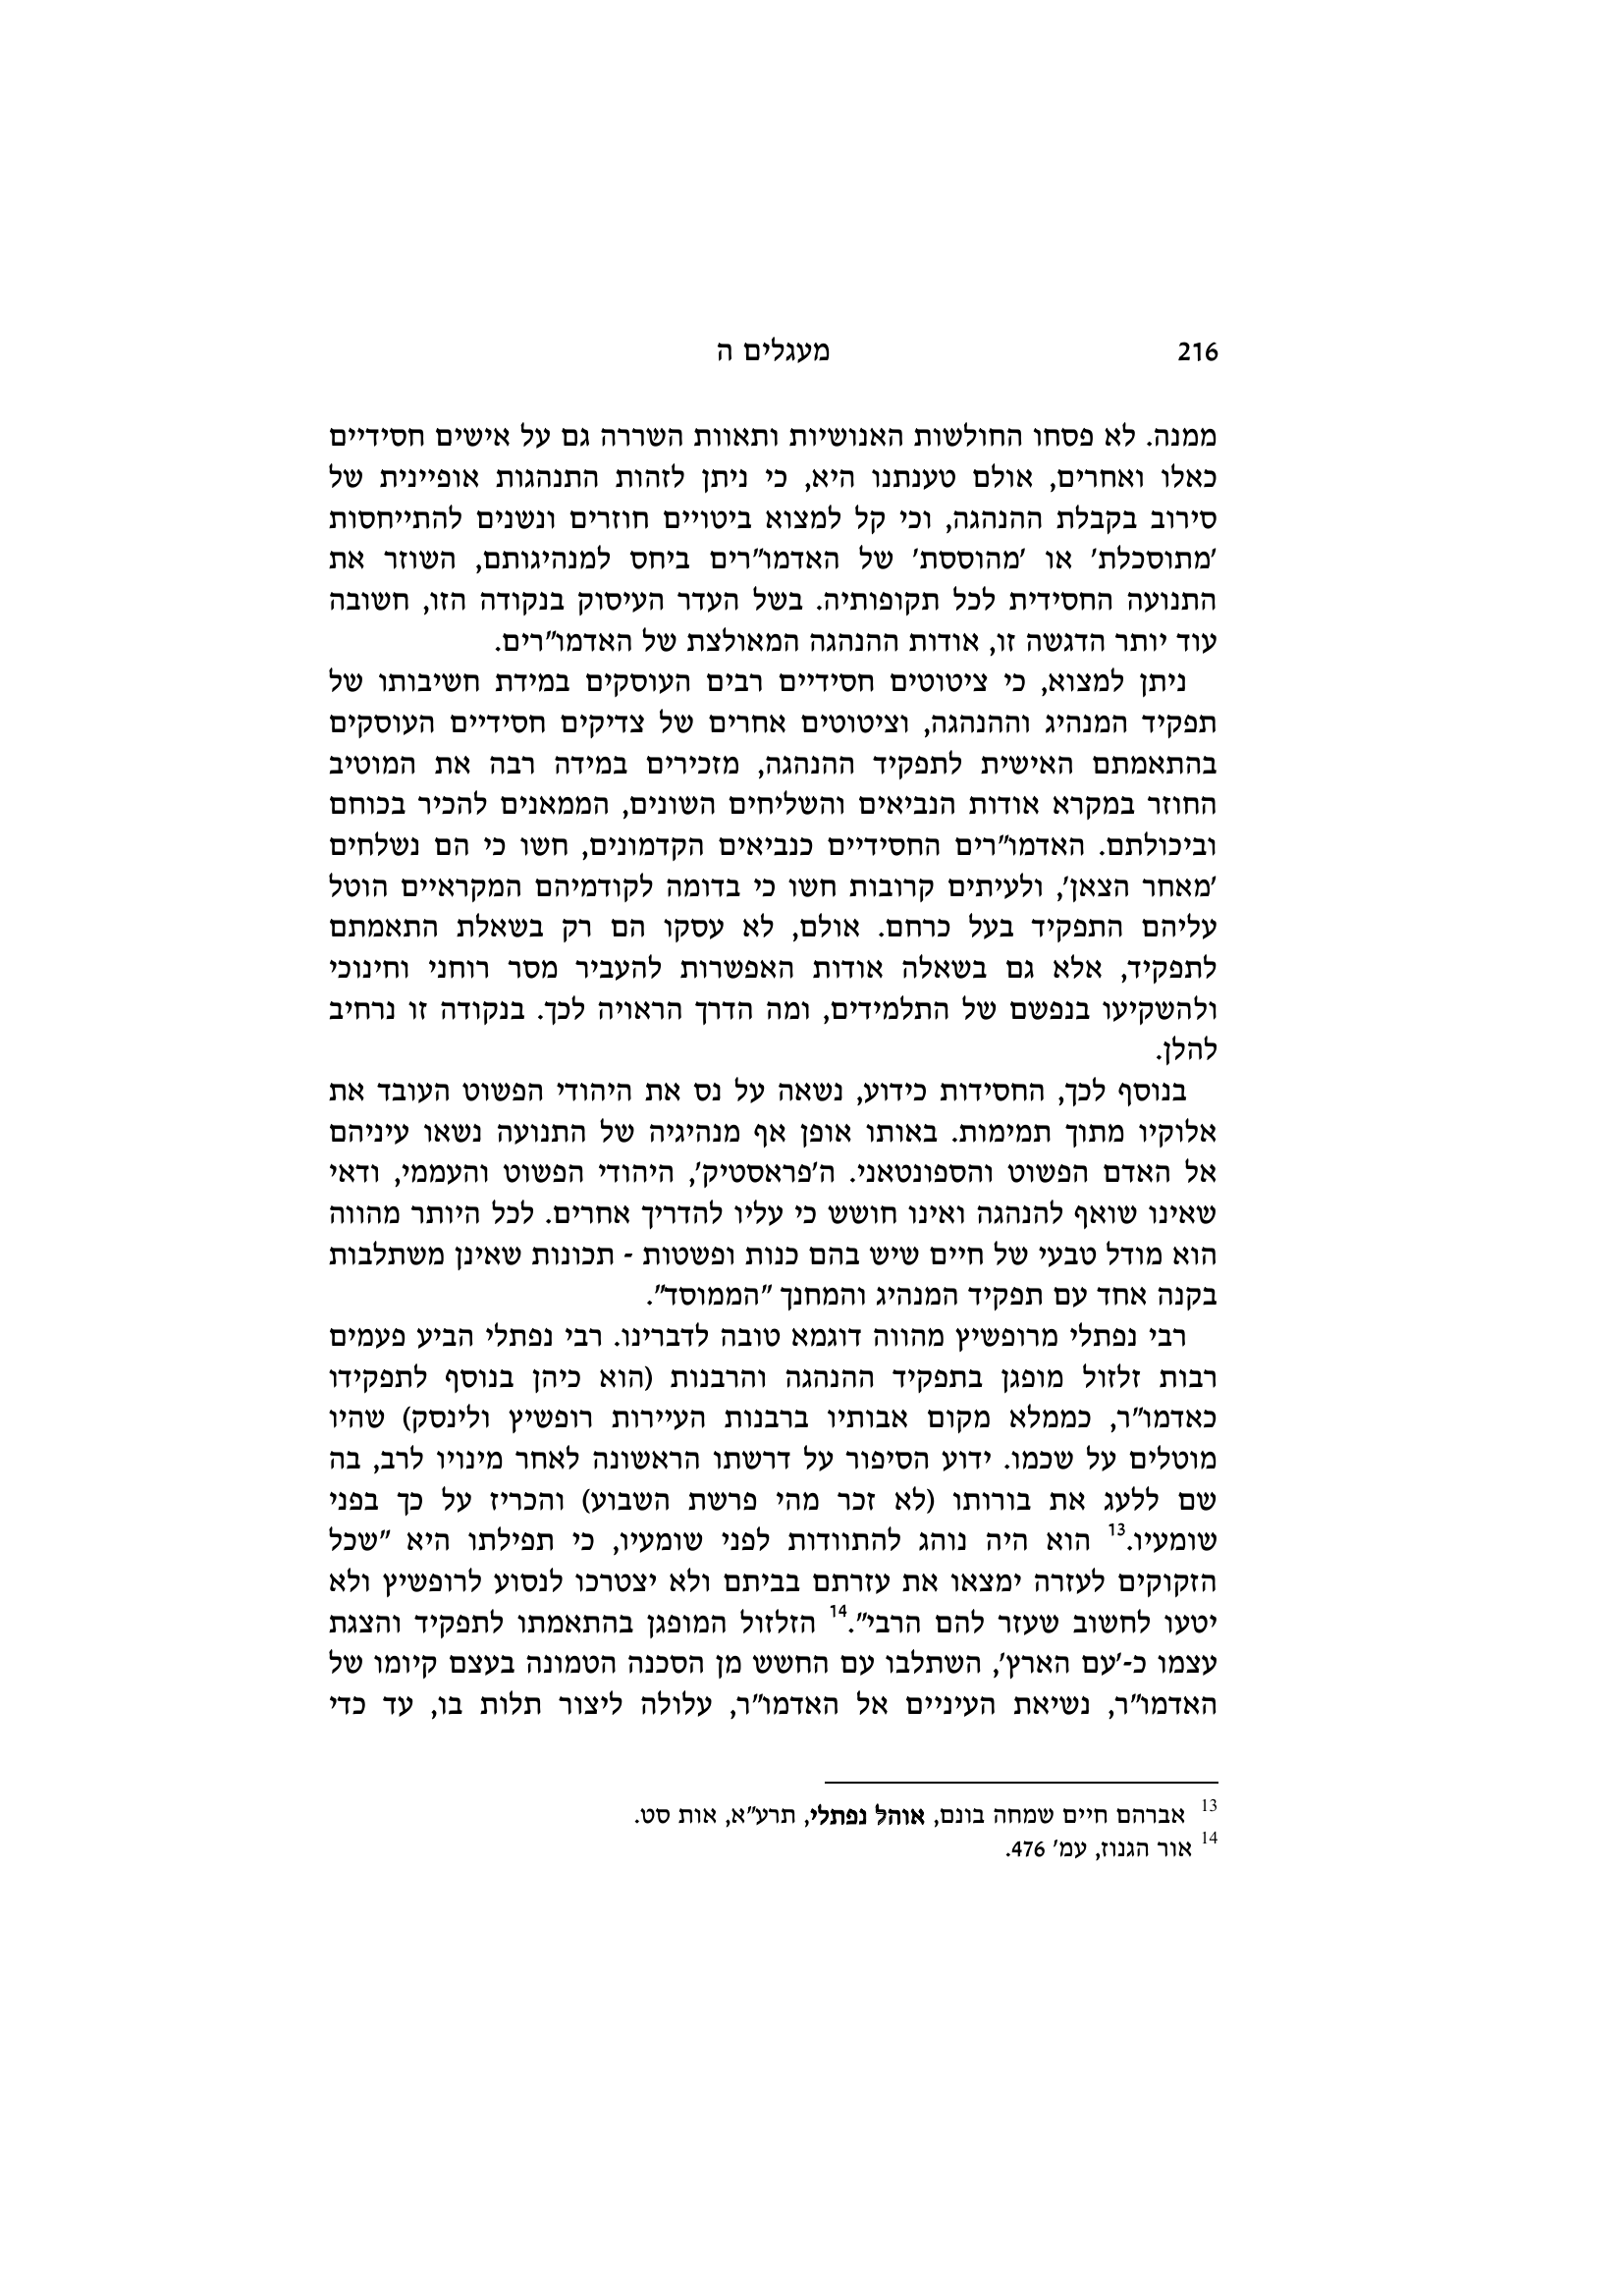 216 מעגלים ה
ממנה. לא פסחו החולשות האנושיות ותאוות השררה גם על אישים חסידיים
כאלו ואחרים, אולם טענתנו היא, כי ניתן לזהות התנהגות אופיינית של
סירוב בקבלת ההנהגה, וכי קל למצוא ביטויים חוזרים ונשנים להתייחסות
'מתוסכלת' או 'מהוססת' של האדמו"רים ביחס למנהיגותם, השוזר את
התנועה החסידית לכל תקופותיה. בשל העדר העיסוק בנקודה הזו, חשובה
עוד יותר הדגשה זו, אודות ההנהגה המאולצת של האדמו"רים.
ניתן למצוא, כי ציטוטים חסידיים רבים העוסקים במידת חשיבותו של
תפקיד המנהיג וההנהגה, וציטוטים אחרים של צדיקים חסידיים העוסקים
בהתאמתם האישית לתפקיד ההנהגה, מזכירים במידה רבה את המוטיב
החוזר במקרא אודות הנביאים והשליחים השונים, הממאנים להכיר בכוחם
וביכולתם. האדמו"רים החסידיים כנביאים הקדמונים, חשו כי הם נשלחים
'מאחר הצאן', ולעיתים קרובות חשו כי בדומה לקודמיהם המקראיים הוטל
עליהם התפקיד בעל כרחם. אולם, לא עסקו הם רק בשאלת התאמתם
לתפקיד, אלא גם בשאלה אודות האפשרות להעביר מסר רוחני וחינוכי
ולהשקיעו בנפשם של התלמידים, ומה הדרך הראויה לכך. בנקודה זו נרחיב
להלן.
בנוסף לכך, החסידות כידוע, נשאה על נס את היהודי הפשוט העובד את
אלוקיו מתוך תמימות. באותו אופן אף מנהיגיה של התנועה נשאו עיניהם
אל האדם הפשוט והספונטאני. ה'פראסטיק', היהודי הפשוט והעממי, ודאי
שאינו שואף להנהגה ואינו חושש כי עליו להדריך אחרים. לכל היותר מהווה
הוא מודל טבעי של חיים שיש בהם כנות ופשטות - תכונות שאינן משתלבות
בקנה אחד עם תפקיד המנהיג והמחנך "הממוסד".
רבי נפתלי מרופשיץ מהווה דוגמא טובה לדברינו. רבי נפתלי הביע פעמים
רבות זלזול מופגן בתפקיד ההנהגה והרבנות (הוא כיהן בנוסף לתפקידו
כאדמו"ר, כממלא מקום אבותיו ברבנות העיירות רופשיץ ולינסק) שהיו
מוטלים על שכמו. ידוע הסיפור על דרשתו הראשונה לאחר מינויו לרב, בה
שם ללעג את בורותו (לא זכר מהי פרשת השבוע) והכריז על כך בפני
שומעיו.13 הוא היה נוהג להתוודות לפני שומעיו, כי תפילתו היא "שכל
הזקוקים לעזרה ימצאו את עזרתם בביתם ולא יצטרכו לנסוע לרופשיץ ולא
יטעו לחשוב שעזר להם הרבי".14 הזלזול המופגן בהתאמתו לתפקיד והצגת
עצמו כ-'עם הארץ', השתלבו עם החשש מן הסכנה הטמונה בעצם קיומו של
האדמו"ר, נשיאת העיניים אל האדמו"ר, עלולה ליצור תלות בו, עד כדי
13 אברהם חיים שמחה בונם, אוהל נפתלי, תרע"א, אות סט.
14 אור הגנוז, עמ' 476.